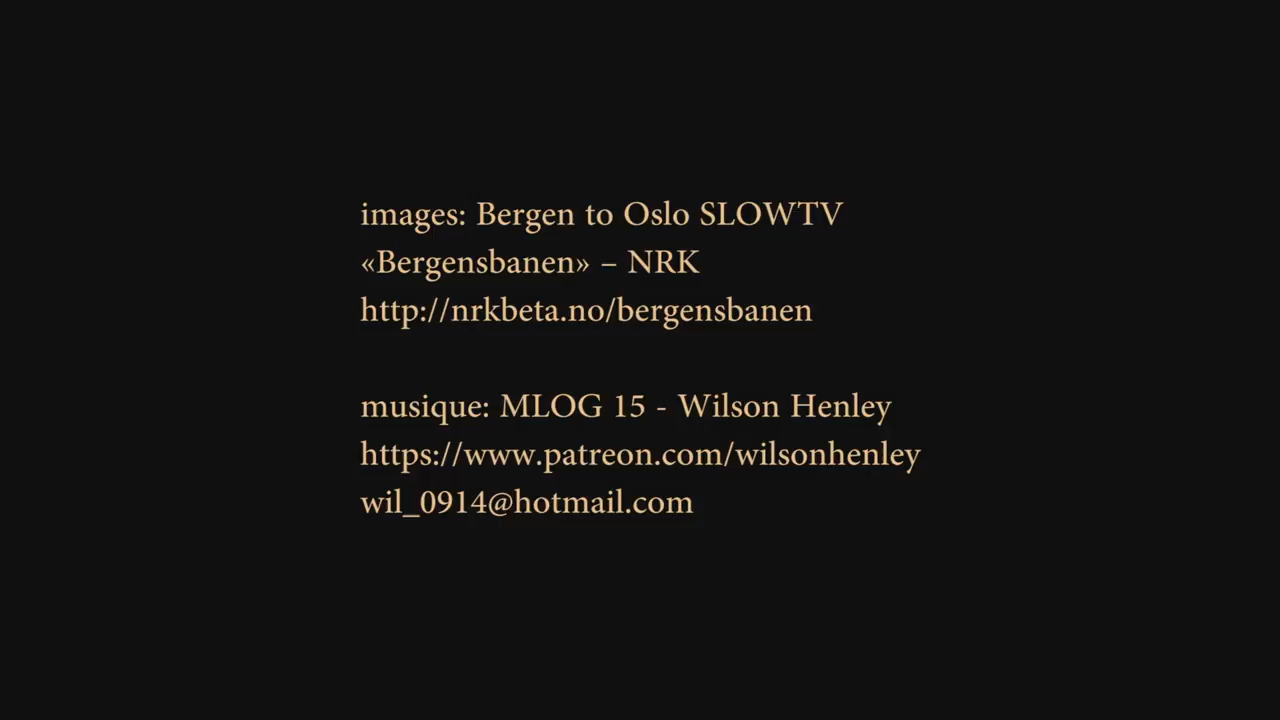 images: Bergen to Oslo SLOWTV
«Bergensbanen» – NRK
http://nrkbeta.no/bergensbanen
musique: MLOG 15 - Wilson Henley
https://www.patreon.com/wilsonhenley
wil_0914@hotmail.com